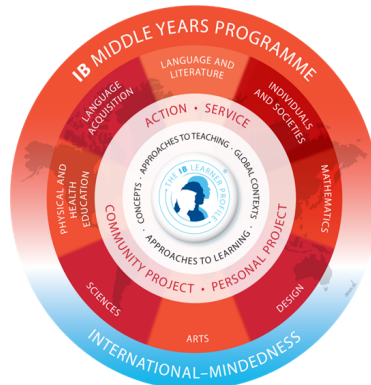 IB MIDDLE YEARS PROGRAMME
LANGUAGE AND
LITERATURE
LANGUAGE
ACQUISITION
INDIVIDUALS
AND SOCIETIES
PHYSICAL AND
HEALTH
EDUCATION
MATHEMATICS
SCIENCES
DESIGN
ARTS
ACTION • SERVICE
COMMUNITY PROJECT • PERSONAL PROJECT
APPROACHES TO TEACHING · GLOBAL CONTEXTS ·
APPROACHES TO LEARNING · CONCEPTS ·
THE IB LEARNER PROFILE
®
INTERNATIONAL–MINDEDNESS